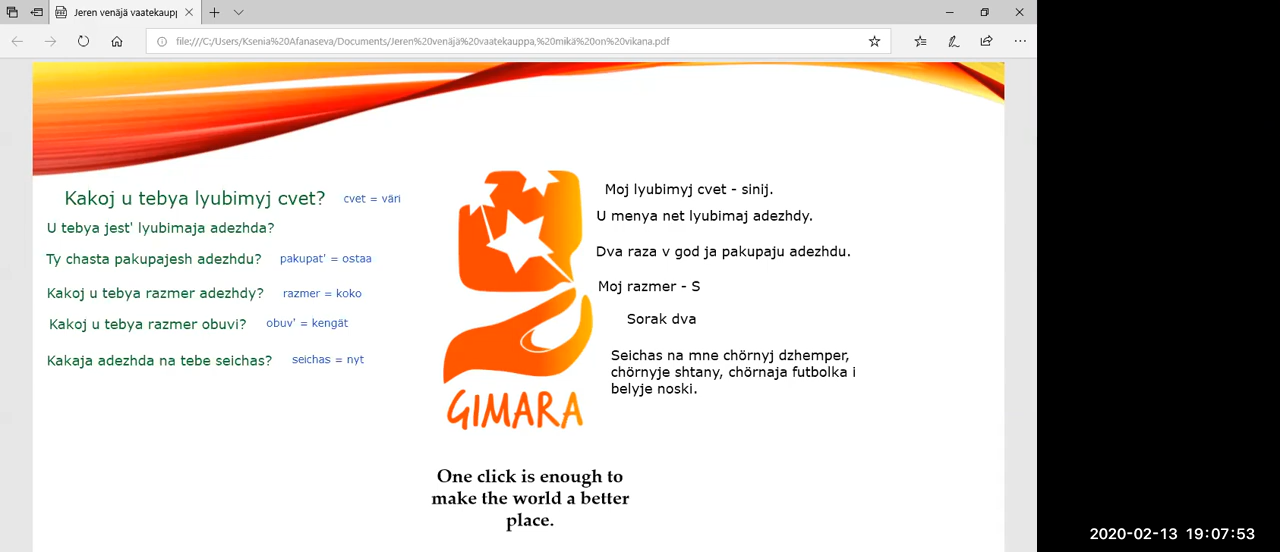 Jeren venäjä vaatekaupp
file:///C:/Users/Ksenia%20Afanaseva/Documents/Jeren%20venäjä%20vaatekauppa,%20mikä%20on%20vikana.pdf
Kakoj u tebya lyubimyj cvet? cvet = väri
U tebya jest' lyubimaja adezhda?
Ty chasta pakupajesh adezhdu? pakupat' = ostaa
Kakoj u tebya razmer adezhdy? razmer = koko
Kakoj u tebya razmer obuvi? obuv' = kengät
Kakaja adezhda na tebe seichas? seichas = nyt
GIMARA
One click is enough to
make the world a better
place.
Moj lyubimyj cvet - sinij.
U menya net lyubimaj adezhdy.
Dva raza v god ja pakupaju adezhdu.
Moj razmer - S
Sorak dva
Seichas na mne chörnyj dzhemper,
chörnyje shtany, chörnaja futbolka i
belyje noski.
2020-02-13 19:07:53